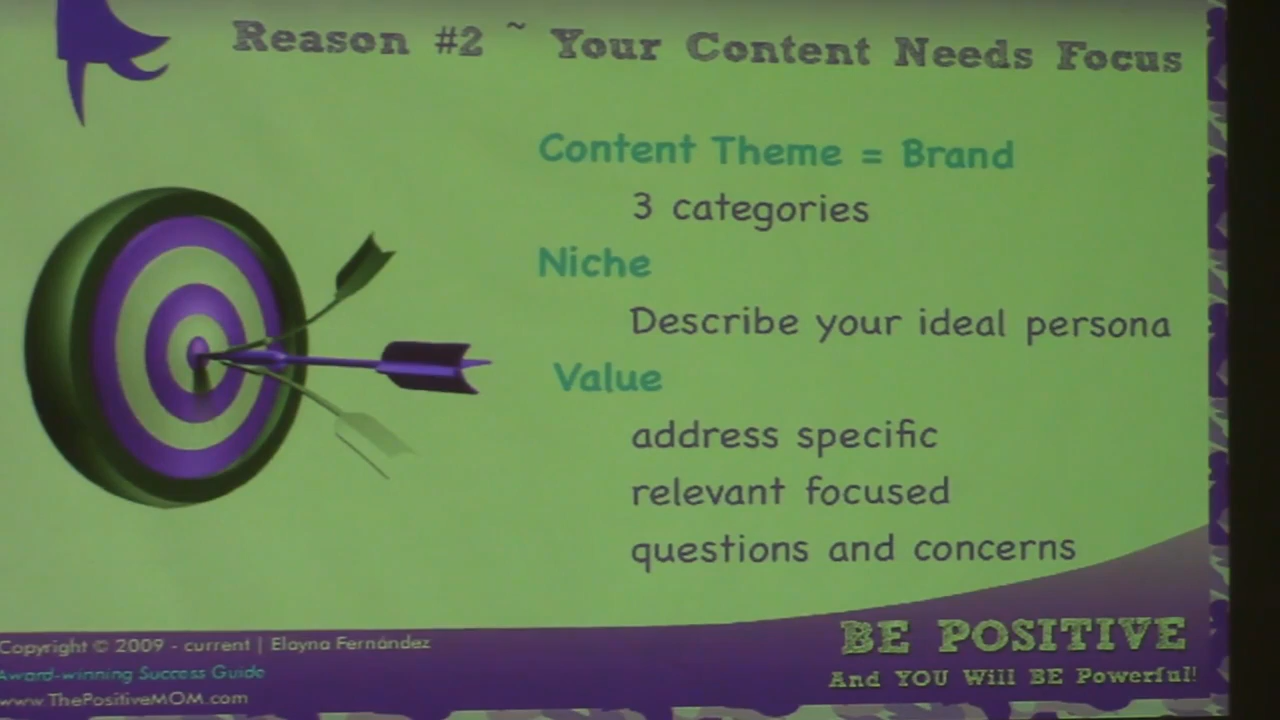 Reason #2 ~ Your Content Needs Focus
Content Theme = Brand
3 categories
Niche
Describe your ideal persona
Value
address specific
relevant focused
questions and concerns
Copyright © 2009 - current | Elayna Fernández
Award-winning Success Guide
www.ThePositiveMOM.com
BE POSITIVE
And YOU Will BE Powerful!